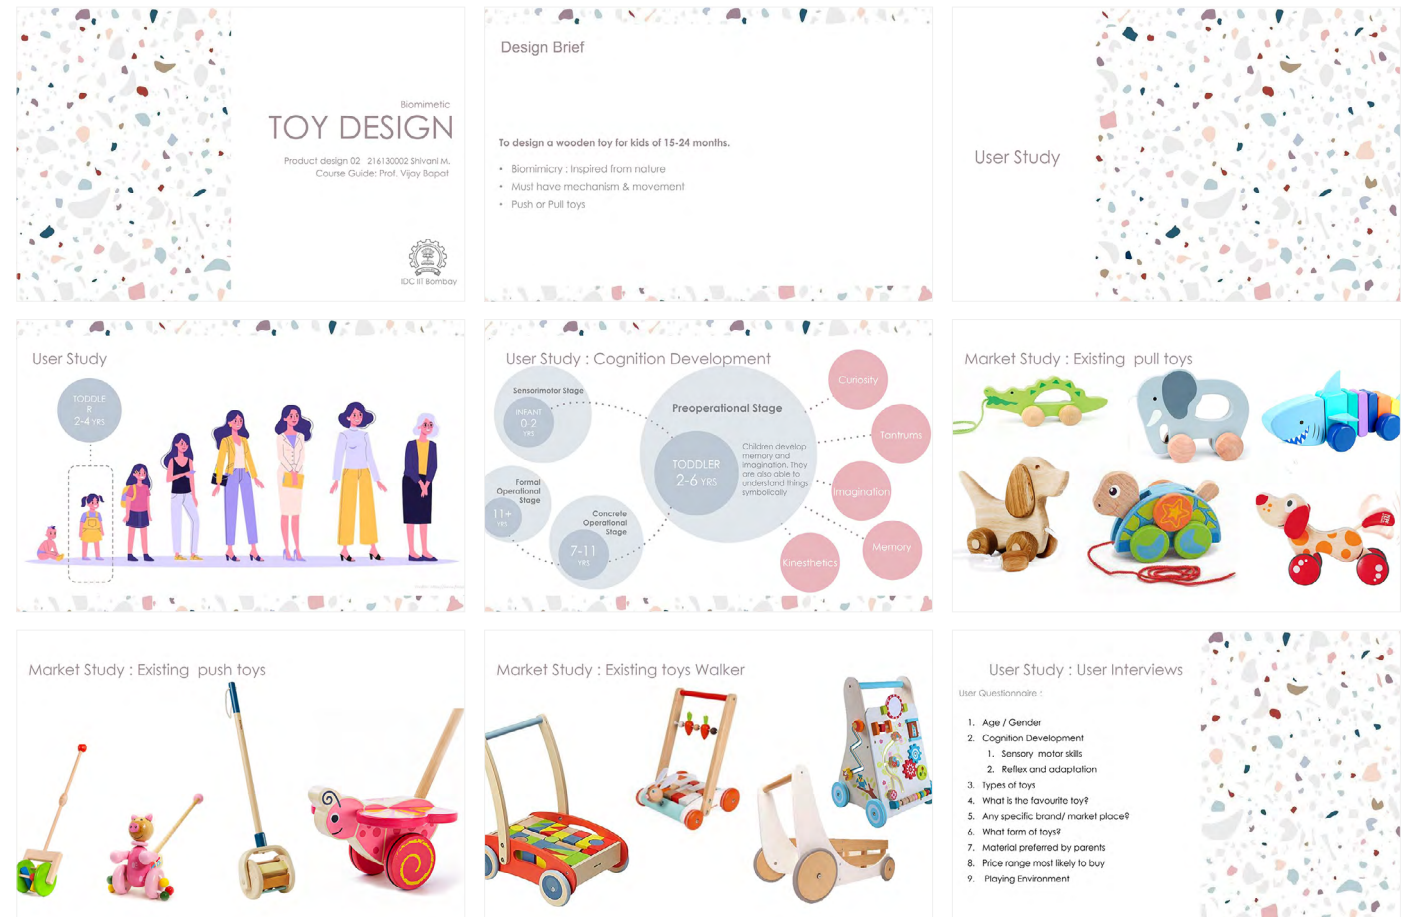 Biomimetic
TOY DESIGN
Product design 02 216130002 Shivani M.
Course Guide: Prof. Vijay Bapat
IDC IIT Bombay
Design Brief
To design a wooden toy for kids of 15-24 months.
• Biomimicry : Inspired from nature
• Must have mechanism & movement
• Push or Pull toys
User Study
User Study
TODDLE
R
2-4 YRS
User Study : Cognition Development
Sensorimotor Stage
INFANT
0-2
YRS
Formal
Operational
Stage
11+
YRS
Concrete
Operational
Stage
7-11
YRS
Preoperational Stage
TODDLER
2-6 YRS
Children develop
memory and
imagination. They
are also able to
understand things
symbolically
Curiosity
Tantrums
Imagination
Memory
Kinesthetics
Market Study : Existing pull toys
Market Study : Existing push toys
Market Study : Existing toys Walker
User Study : User Interviews
User Questionnaire :
1. Age / Gender
2. Cognition Development
1. Sensory motor skills
2. Reflex and adaptation
3. Types of toys
4. What is the favourite toy?
5. Any specific brand/ market place?
6. What form of toys?
7. Material preferred by parents
8. Price range most likely to buy
9. Playing Environment